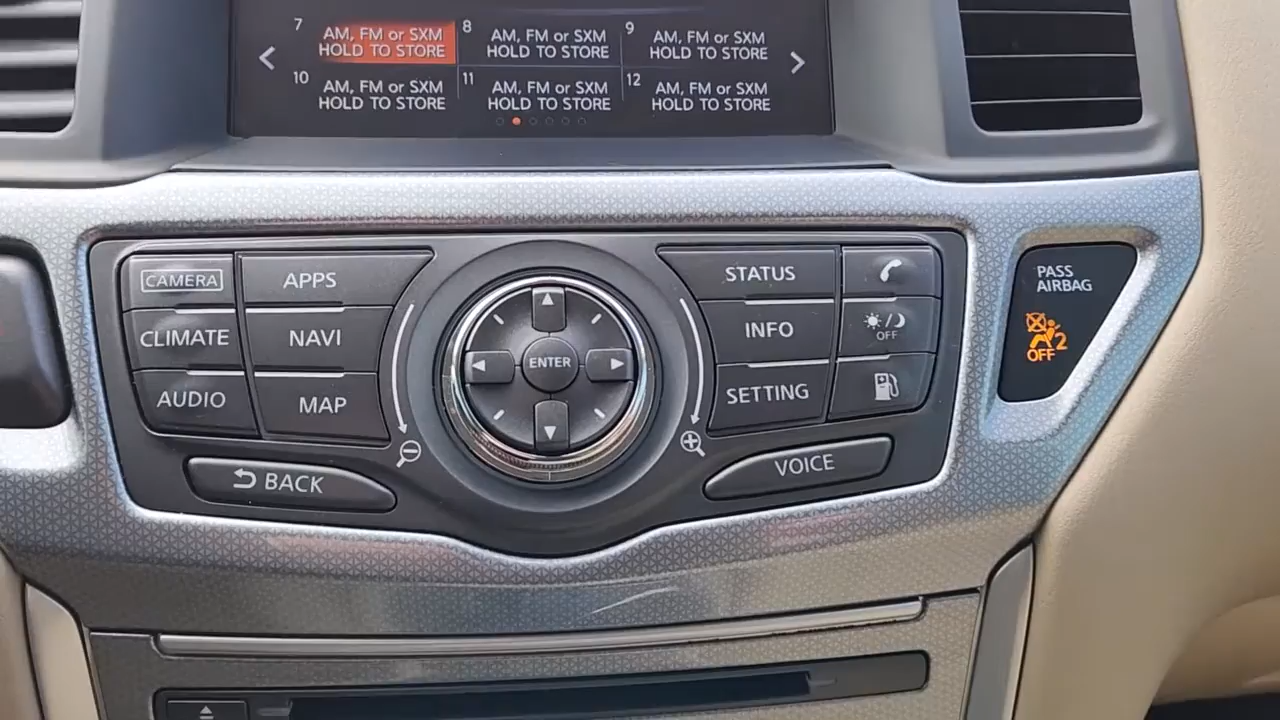 7 AM, FM or SXM 8 AM, FM or SXM 9 AM, FM or SXM
HOLD TO STORE HOLD TO STORE HOLD TO STORE
10 AM, FM or SXM 11 AM, FM or SXM 12 AM, FM or SXM
HOLD TO STORE HOLD TO STORE HOLD TO STORE
CAMERA
APPS
CLIMATE
NAVI
AUDIO
MAP
BACK
ENTER
STATUS
INFO
OFF
SETTING
VOICE
PASS
AIRBAG
2
OFF